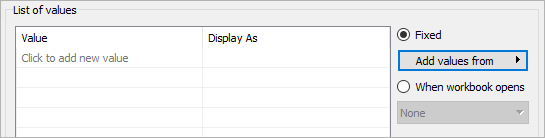 List of values
Value Display As
Click to add new value
Fixed
Add values from
When workbook opens
None